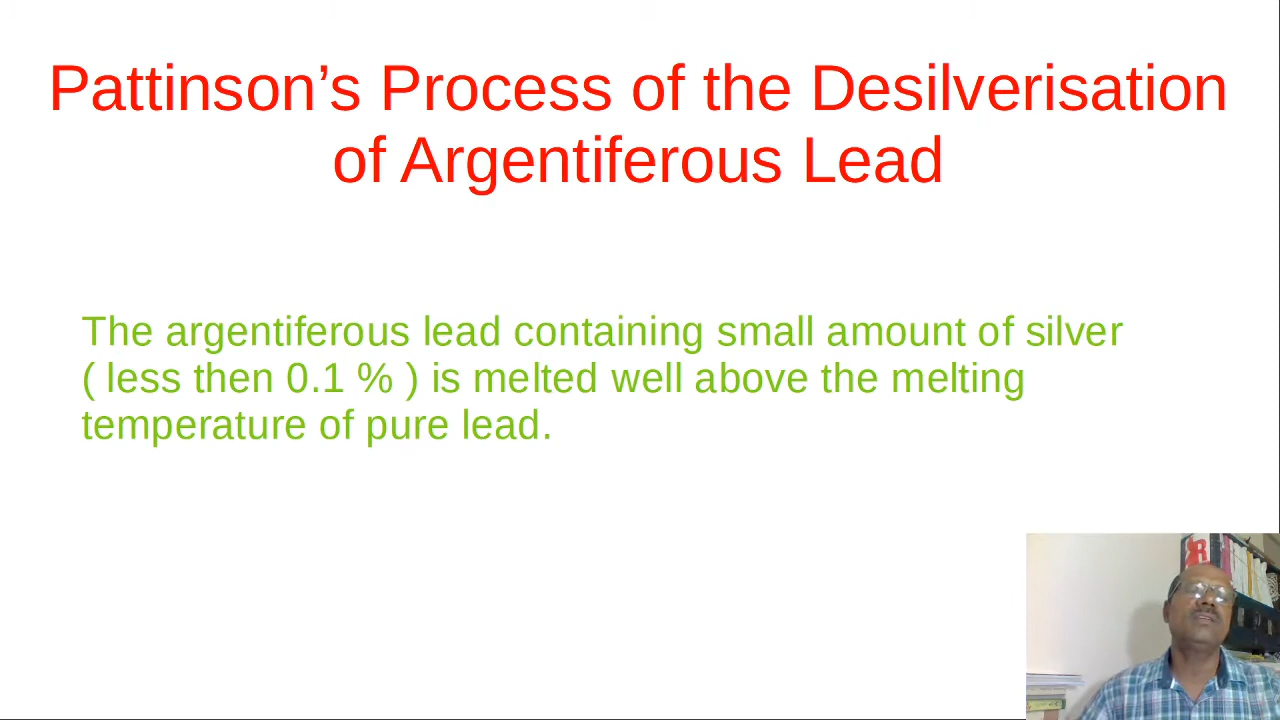 Pattinson’s Process of the Desilverisation
of Argentiferous Lead
The argentiferous lead containing small amount of silver
( less then 0.1 % ) is melted well above the melting
temperature of pure lead.
R